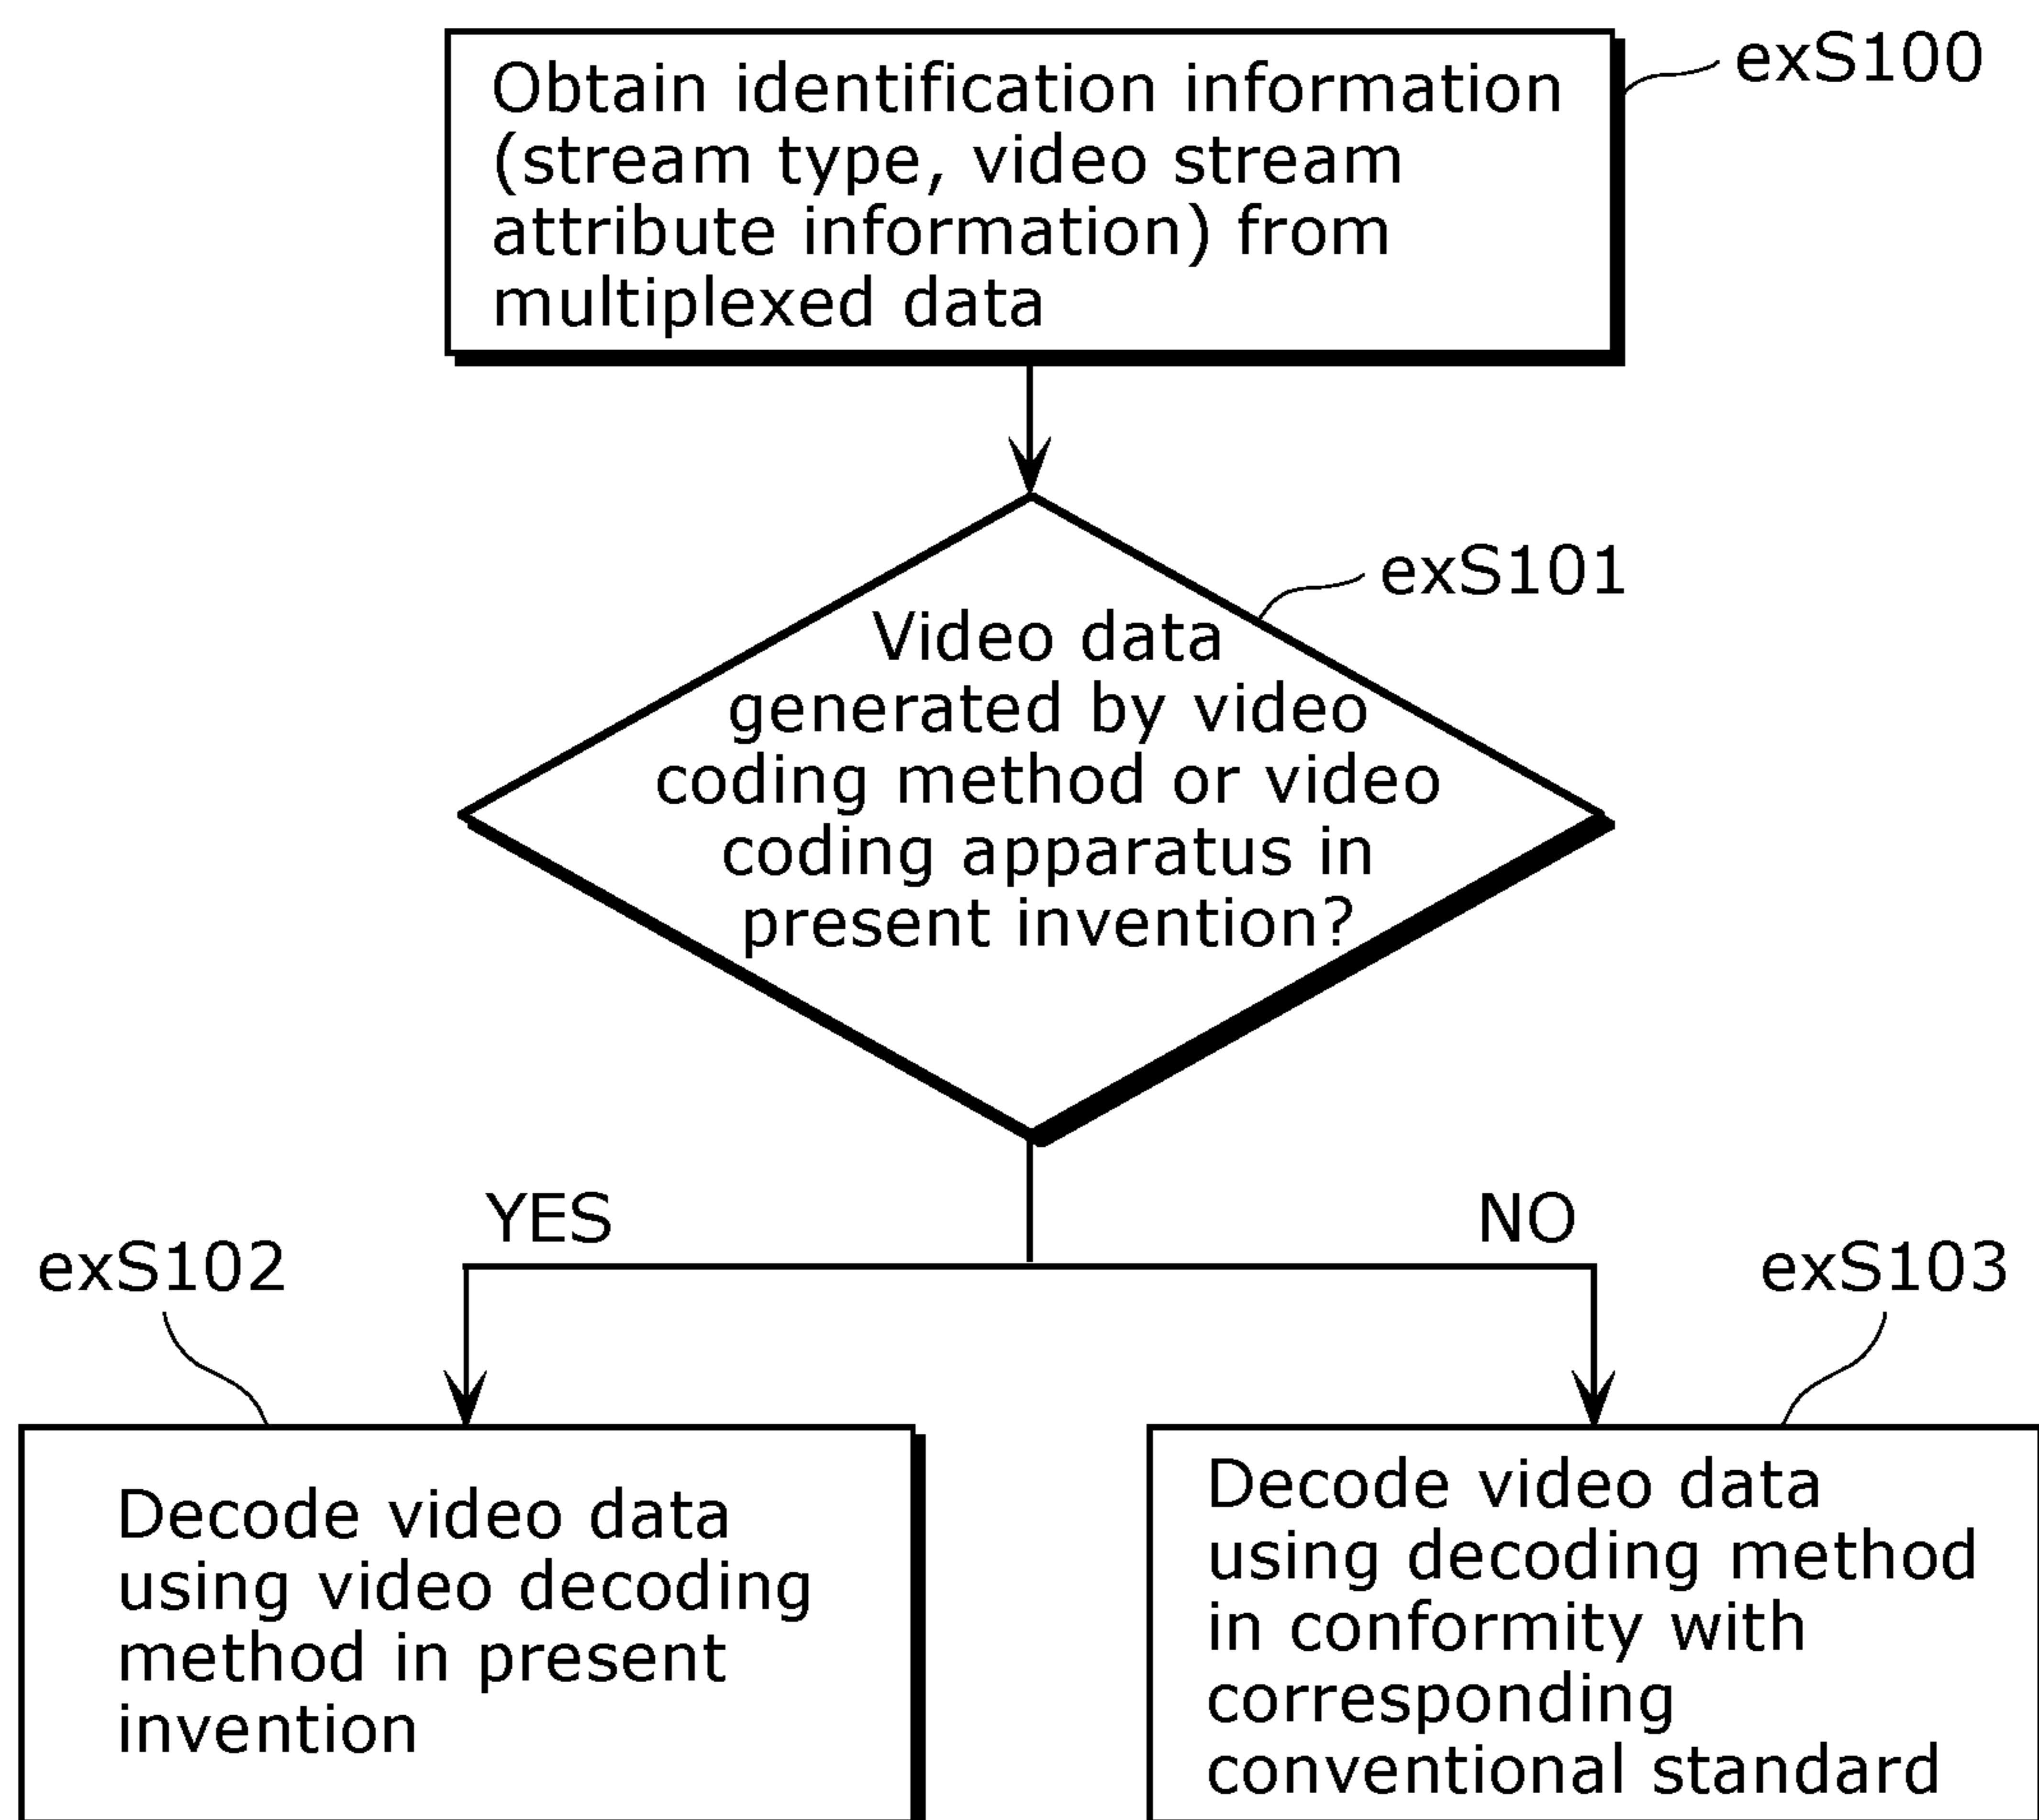 exS100
Obtain identification information
(stream type, video stream
attribute information) from
multiplexed data
exS101
Video data
generated by video
coding method or video
coding apparatus in
present invention?
YES
NO
exS102
exS103
Decode video data
using video decoding
method in present
invention
Decode video data
using decoding method
in conformity with
corresponding
conventional standard